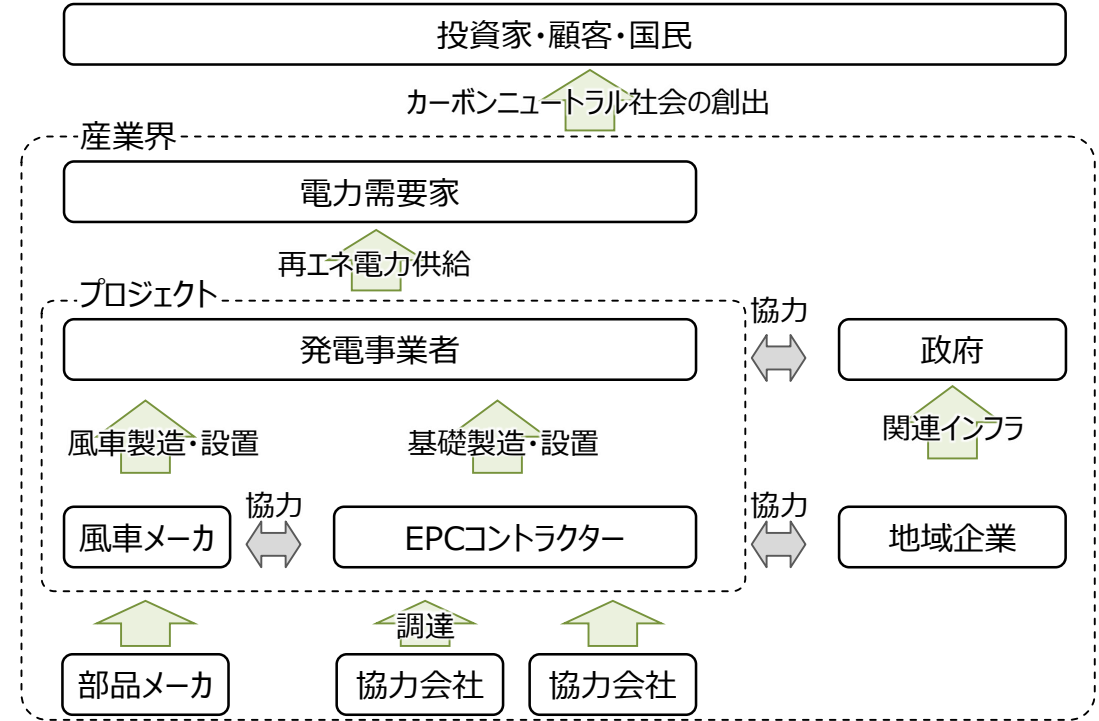 投資家・顧客・国民
カーボンニュートラル社会の創出
産業界
電力需要家
再エネ電力供給
プロジェクト
協力
発電事業者
政府
風車製造・設置
基礎製造・設置
関連インフラ
協力
協力
風車メーカ
EPCコントラクター
地域企業
調達
部品メーカ
協力会社
協力会社